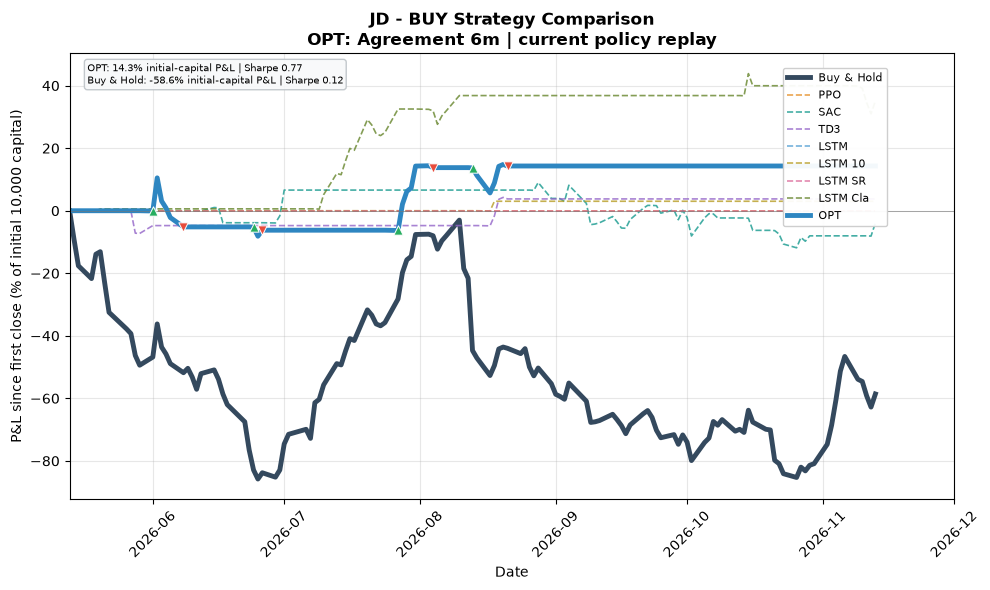 JD - BUY Strategy Comparison
OPT: Agreement 6m | current policy replay
OPT: 14.3% initial-capital P&L | Sharpe 0.77
Buy & Hold: -58.6% initial-capital P&L | Sharpe 0.12
Buy & Hold
PPO
SAC
TD3
LSTM
LSTM 10
LSTM SR
LSTM Cla
OPT
P&L since first close (% of initial 10,000 capital)
40
20
0
−20
−40
−60
−80
2026-06
2026-07
2026-08
2026-09
2026-10
2026-11
2026-12
Date